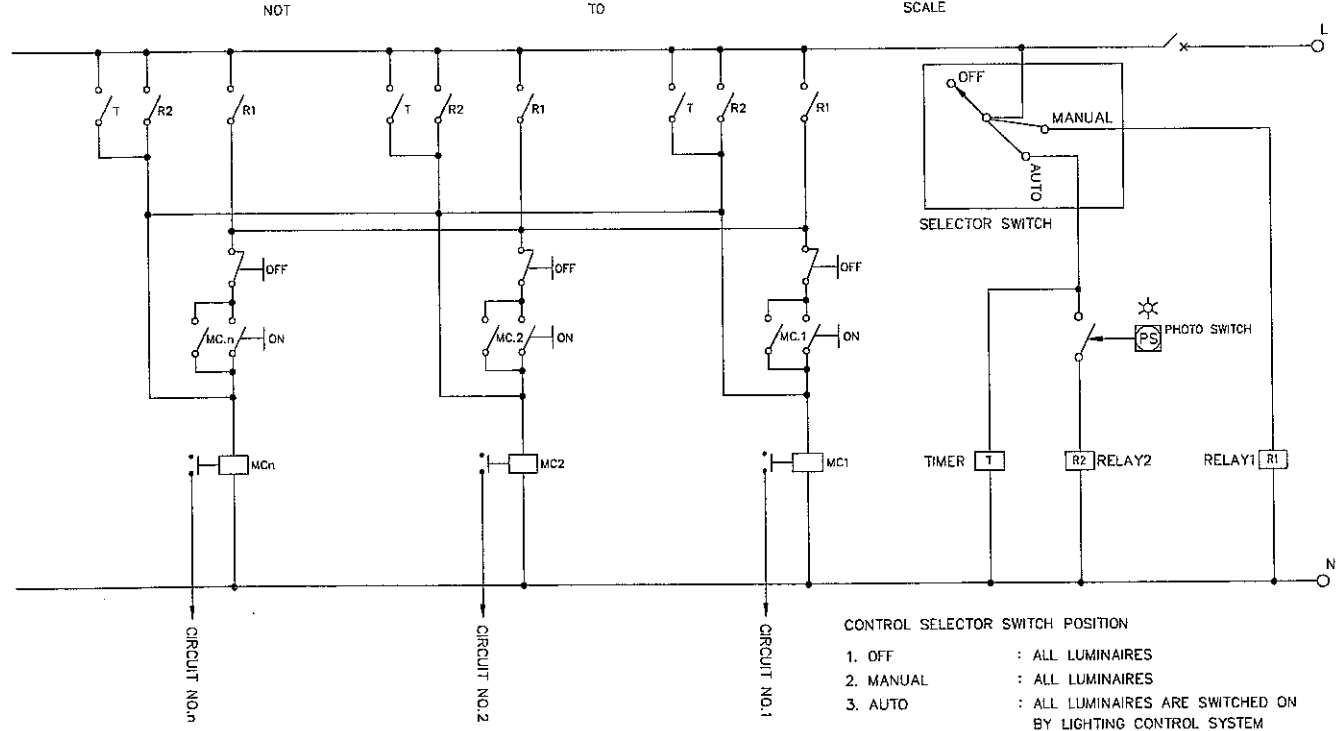 NOT TO SCALE
L
OFF
MANUAL
AUTO
SELECTOR SWITCH
T R2 R1
T R2 R1
T R2 R1
OFF
OFF
OFF
MC.n ON
MC.2 ON
MC.1 ON
PS PHOTO SWITCH
MCn
MC2
MC1
TIMER T
R2 RELAY2
RELAY1 R1
N
CIRCUIT NO.n
CIRCUIT NO.2
CIRCUIT NO.1
CONTROL SELECTOR SWITCH POSITION
1. OFF : ALL LUMINAIRES
2. MANUAL : ALL LUMINAIRES
3. AUTO : ALL LUMINAIRES ARE SWITCHED ON
BY LIGHTING CONTROL SYSTEM